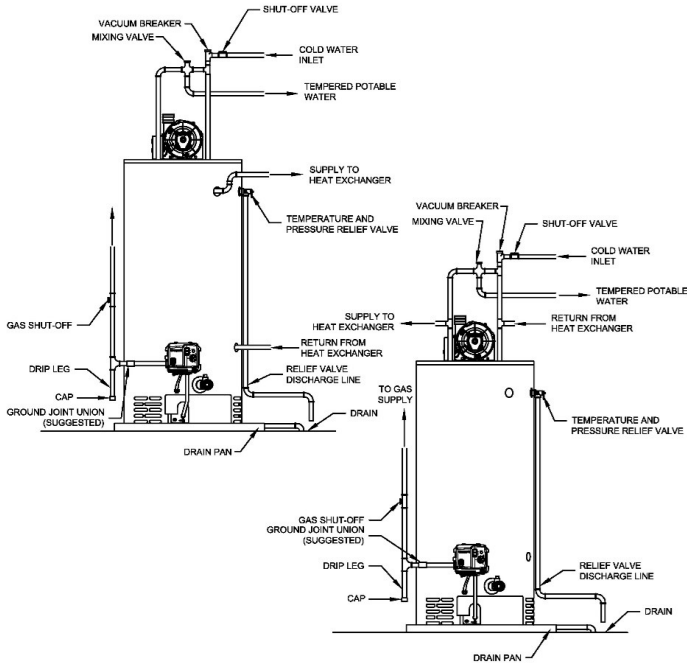 SHUT-OFF VALVE
VACUUM BREAKER
MIXING VALVE
COLD WATER
INLET
TEMPERED POTABLE
WATER
SUPPLY TO
HEAT EXCHANGER
TEMPERATURE AND
PRESSURE RELIEF VALVE
GAS SHUT-OFF
RETURN FROM
HEAT EXCHANGER
DRIP LEG
RELIEF VALVE
DISCHARGE LINE
CAP
GROUND JOINT UNION
(SUGGESTED)
DRAIN
DRAIN PAN
VACUUM BREAKER
MIXING VALVE
SHUT-OFF VALVE
COLD WATER
INLET
TEMPERED POTABLE
WATER
SUPPLY TO
HEAT EXCHANGER
RETURN FROM
HEAT EXCHANGER
TO GAS
SUPPLY
TEMPERATURE AND
PRESSURE RELIEF VALVE
GAS SHUT-OFF
GROUND JOINT UNION
(SUGGESTED)
DRIP LEG
RELIEF VALVE
DISCHARGE LINE
CAP
DRAIN
DRAIN PAN